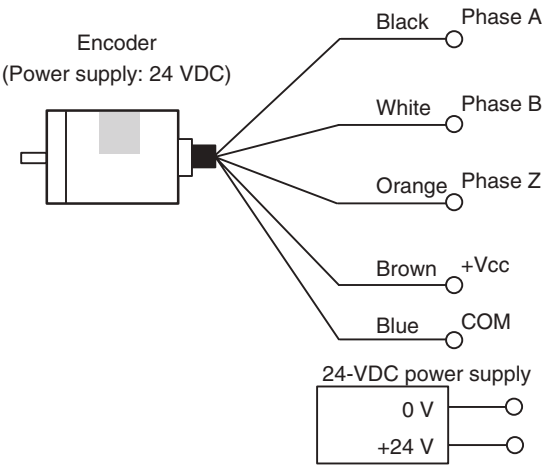 Encoder
(Power supply: 24 VDC)
Black Phase A
White Phase B
Orange Phase Z
Brown +Vcc
Blue COM
24-VDC power supply
0 V
+24 V